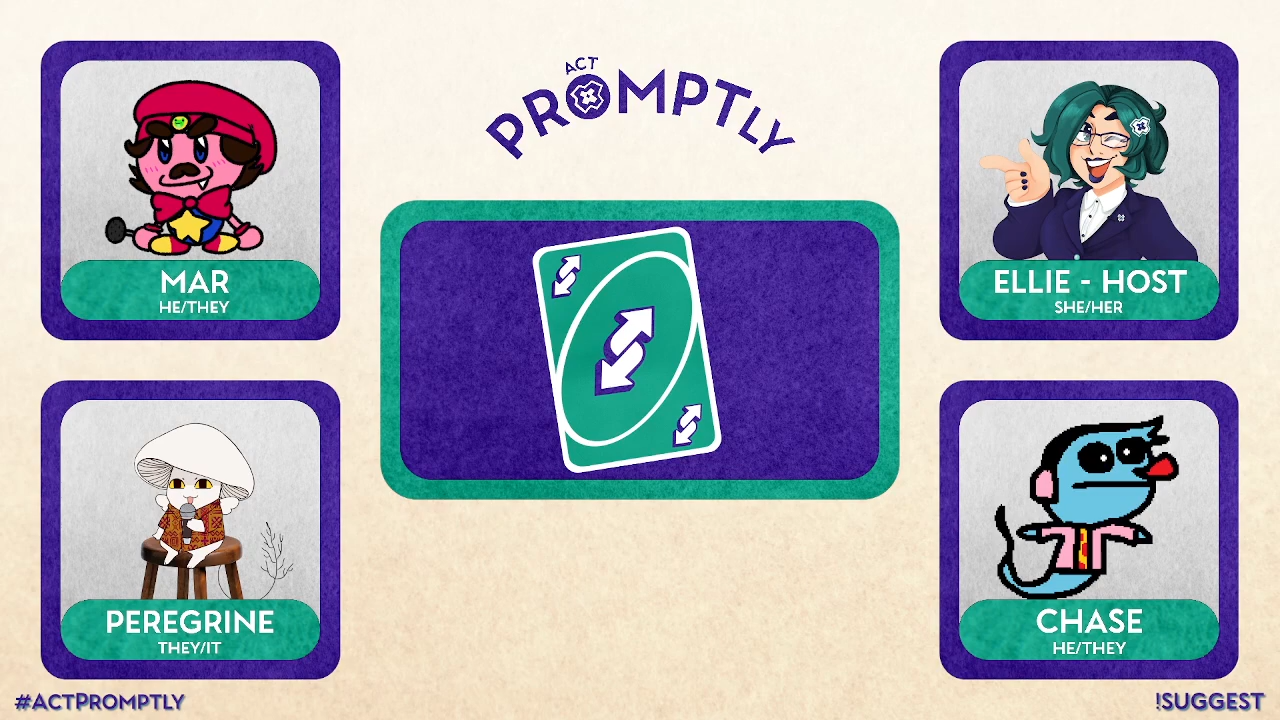 ACT
PROMPTLY
MAR
HE/THEY
ELLIE - HOST
SHE/HER
PEREGRINE
THEY/IT
CHASE
HE/THEY
#ACTPROMPTLY
!SUGGEST